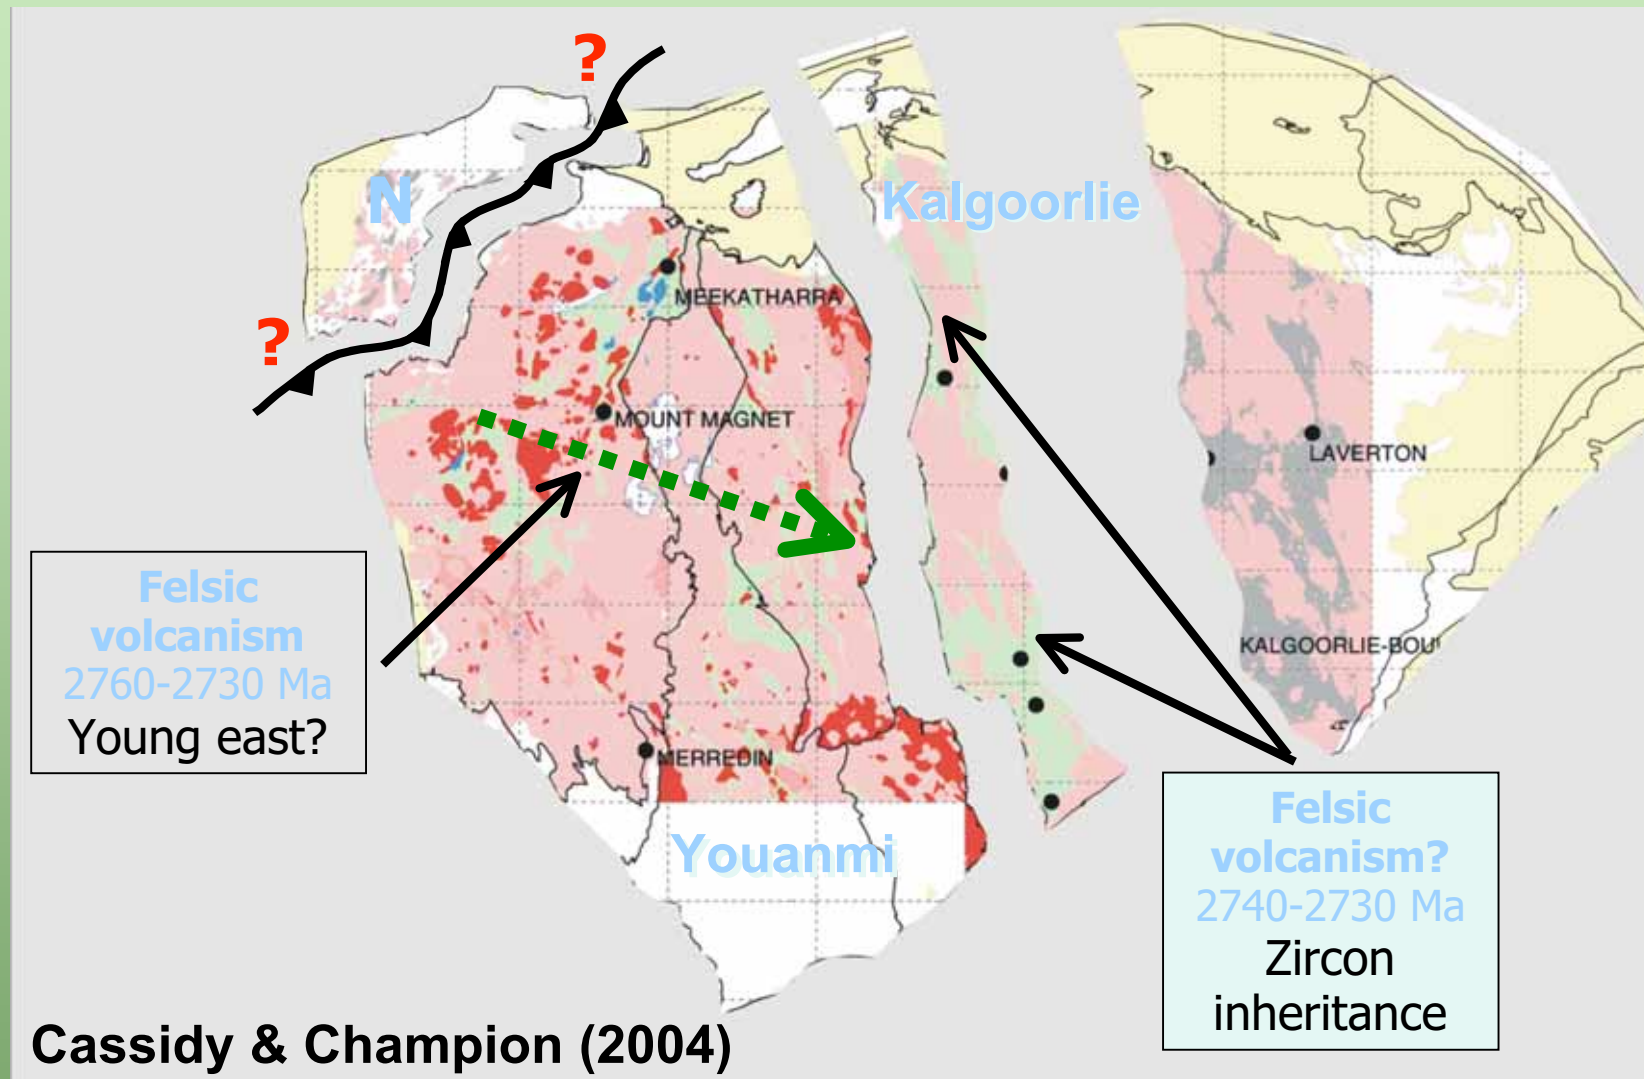 ?
N
Kalgoorlie
MEEKATHARRA
?
MOUNT MAGNET
LAVERTON
Felsic
volcanism
2760-2730 Ma
Young east?
KALGOORLIE-BOU
MERREDIN
Youanmi
Felsic
volcanism?
2740-2730 Ma
Zircon
inheritance
Cassidy & Champion (2004)